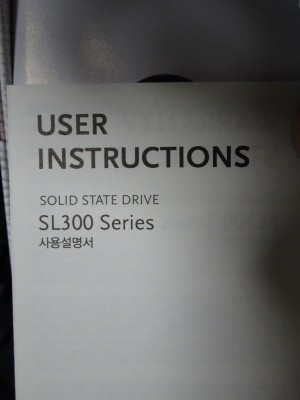 USER
INSTRUCTIONS
SOLID STATE DRIVE
SL300 Series
사용설명서